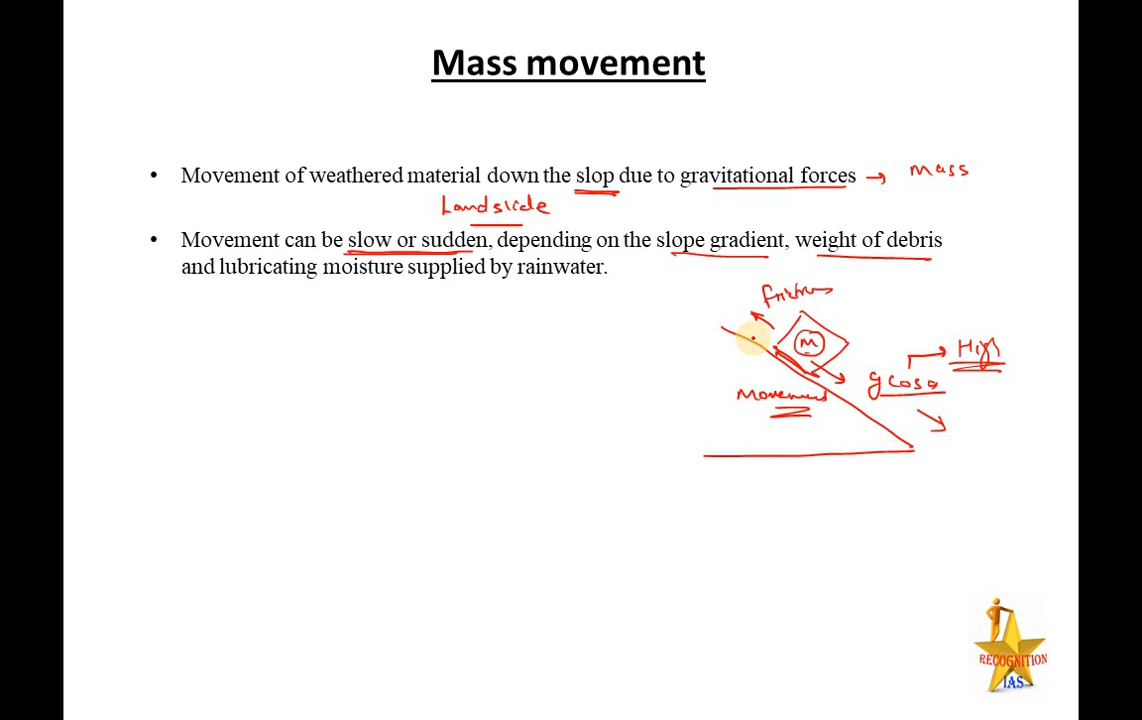 Mass movement
• Movement of weathered material down the slop due to gravitational forces → Mass
Landslide
• Movement can be slow or sudden, depending on the slope gradient, weight of debris
and lubricating moisture supplied by rainwater.
friction
M
High
g cos θ
Movement
RECOGNITION
IAS